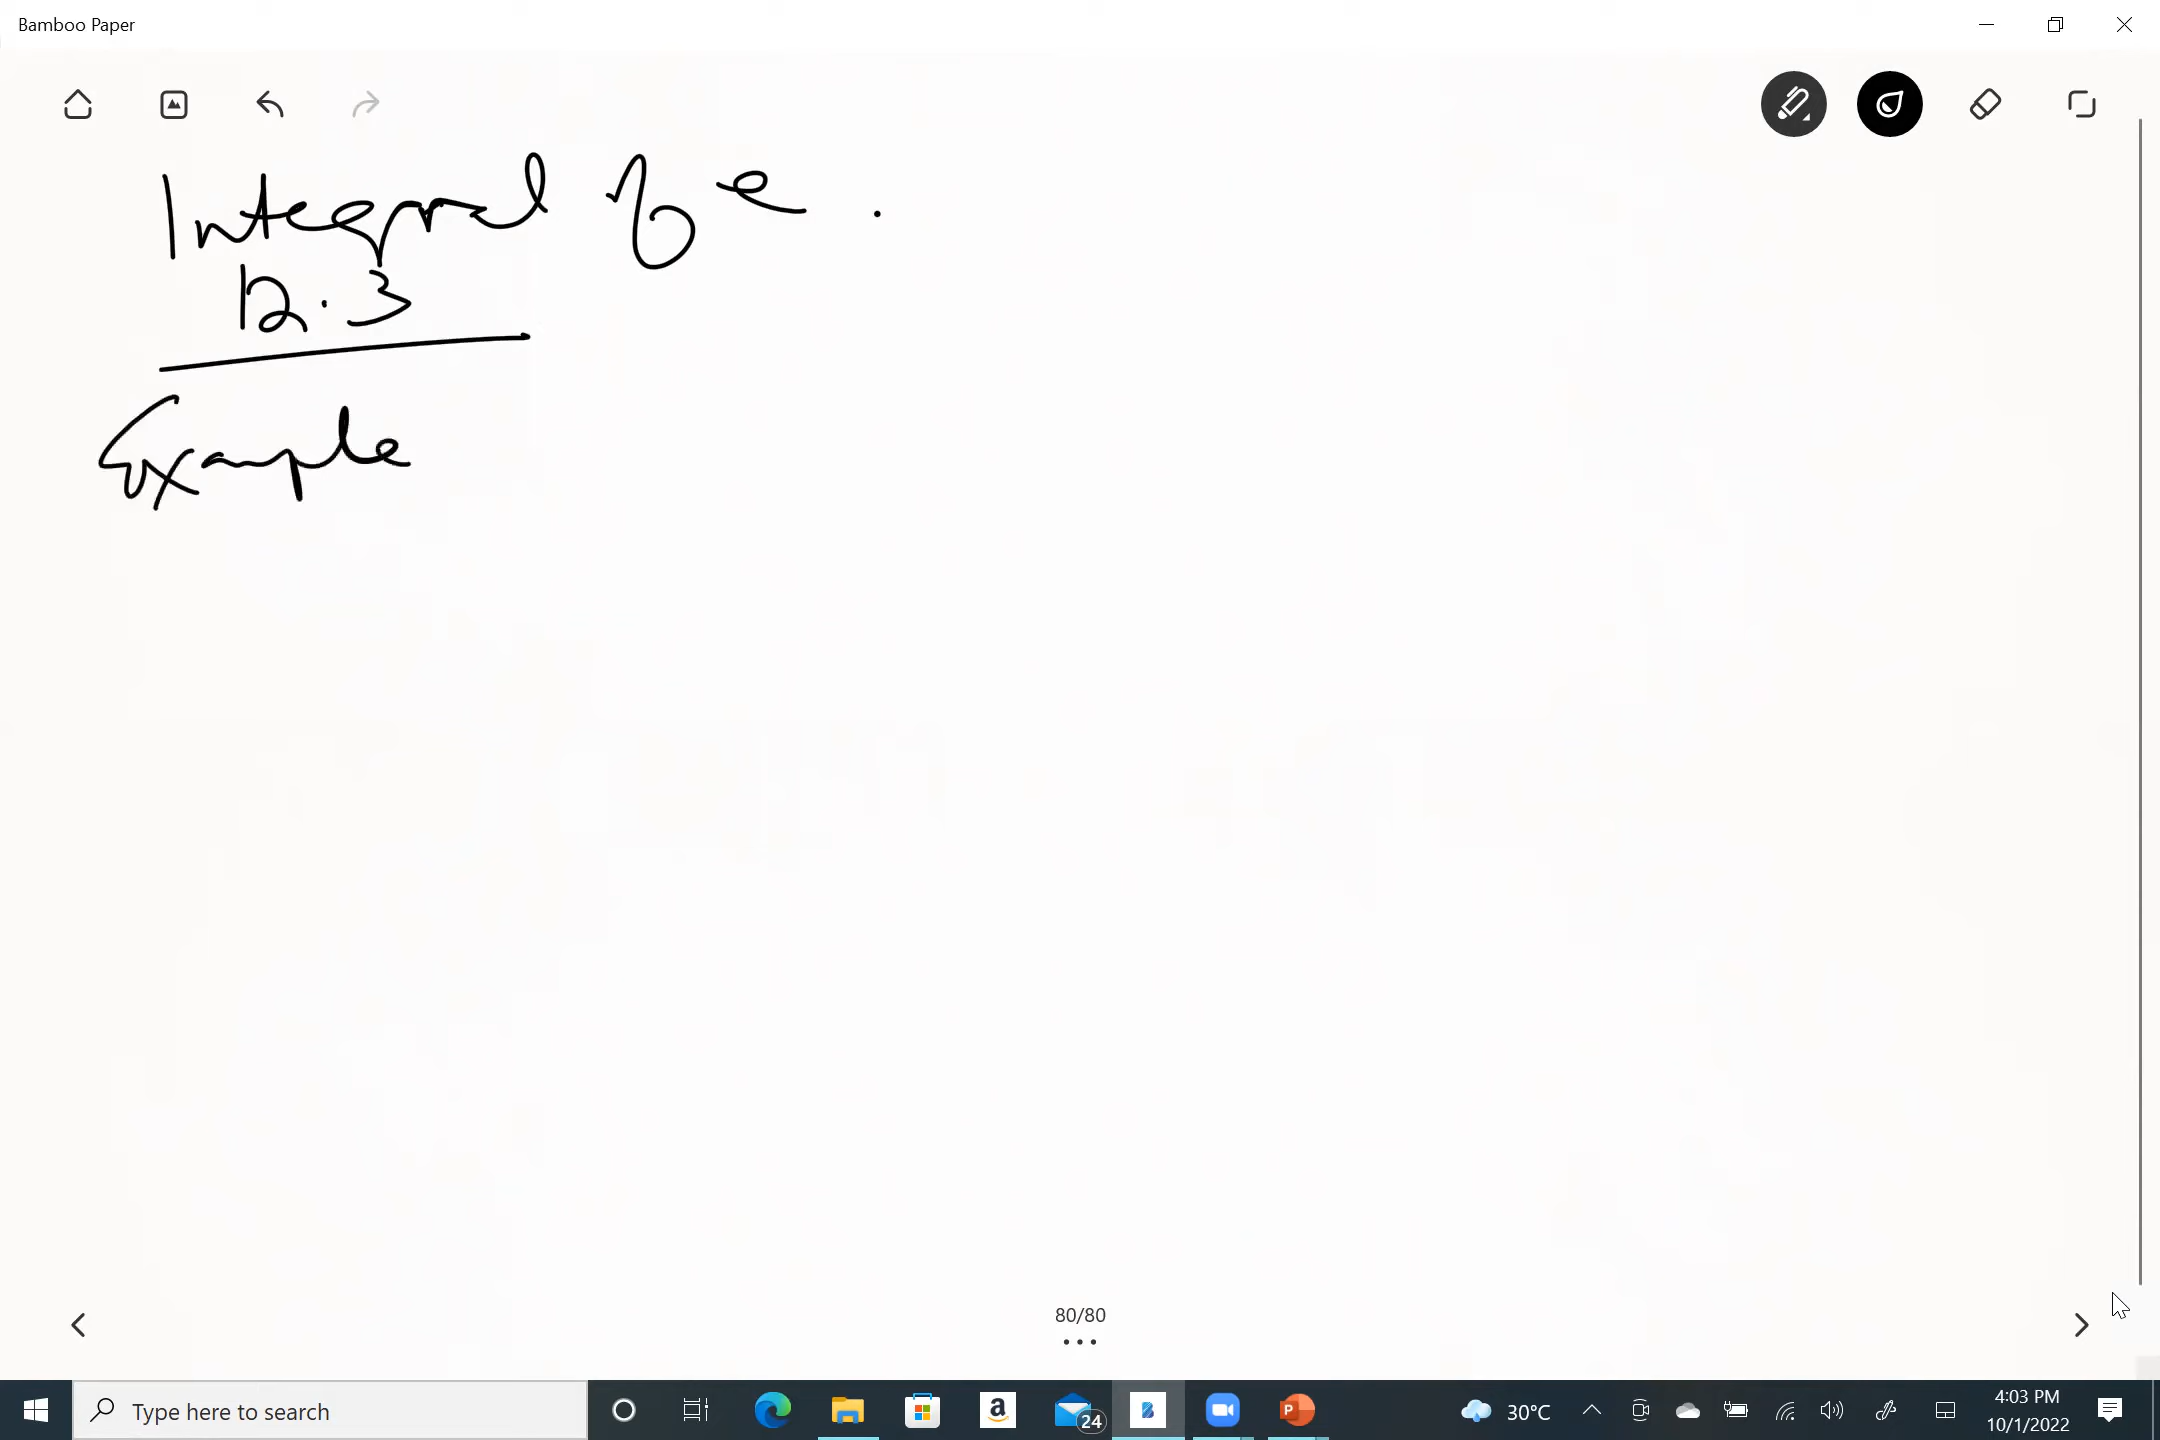 Bamboo Paper
Integral of e .
12.3
Example
80/80
Type here to search
a
24
B
P
30°C
4:03 PM
10/1/2022